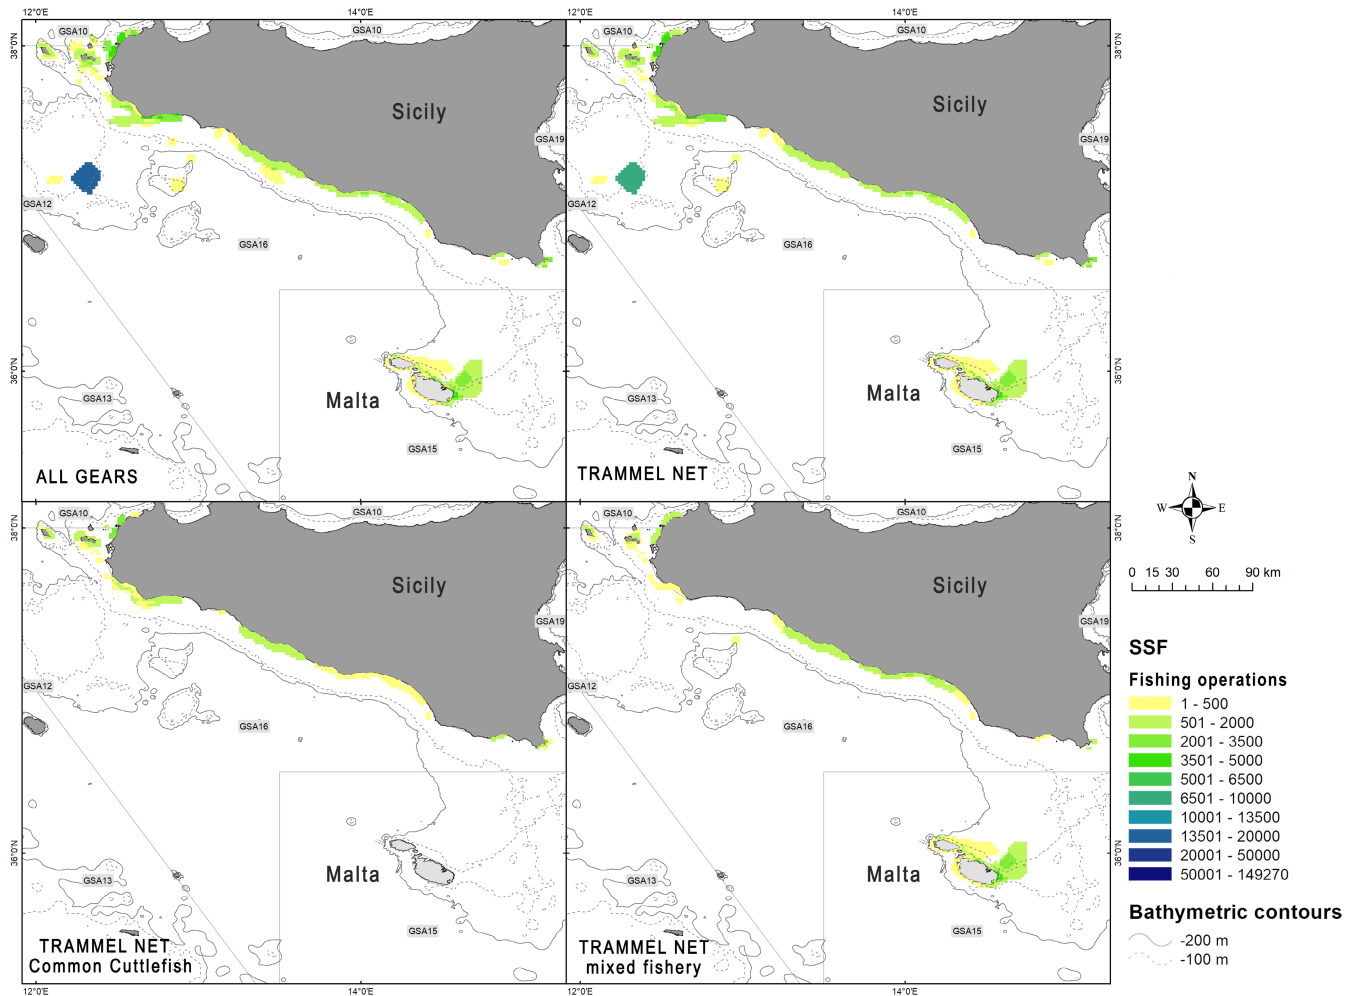 12°0'E
14°0'E
12°0'E
14°0'E
38°0'N
GSA10
GSA10
GSA10
GSA10
38°0'N
Sicily
Sicily
GSA19
GSA19
GSA12
GSA12
GSA16
GSA16
36°0'N
36°0'N
Malta
Malta
GSA13
GSA13
GSA15
GSA15
ALL GEARS
TRAMMEL NET
38°0'N
GSA10
GSA10
GSA10
GSA10
38°0'N
Sicily
Sicily
GSA19
GSA19
GSA12
GSA12
GSA16
GSA16
36°0'N
36°0'N
Malta
Malta
GSA13
GSA13
GSA15
GSA15
TRAMMEL NET
Common Cuttlefish
TRAMMEL NET
mixed fishery
12°0'E
14°0'E
12°0'E
14°0'E
N
W E
S
0 15 30 60 90 km
SSF
Fishing operations
1 - 500
501 - 2000
2001 - 3500
3501 - 5000
5001 - 6500
6501 - 10000
10001 - 13500
13501 - 20000
20001 - 50000
50001 - 149270
Bathymetric contours
-200 m
-100 m